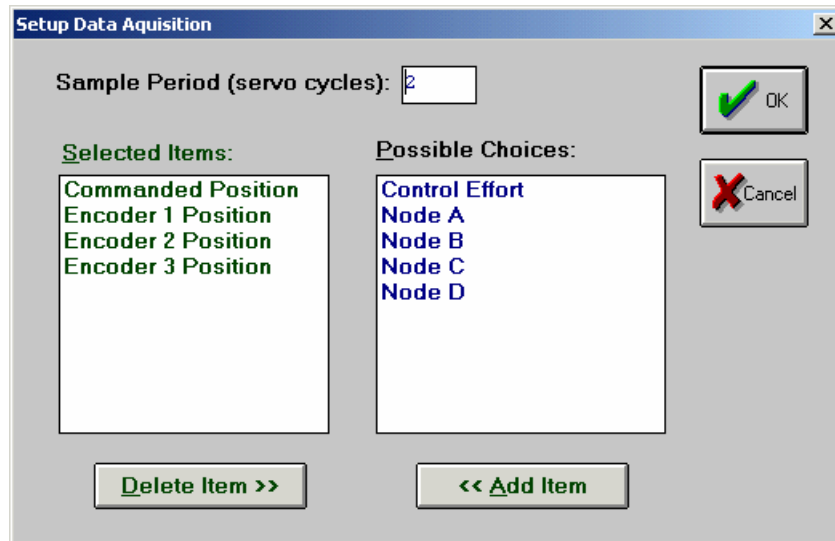 Setup Data Aquisition
Sample Period (servo cycles): 2
OK
Selected Items:
Commanded Position
Encoder 1 Position
Encoder 2 Position
Encoder 3 Position
Possible Choices:
Control Effort
Node A
Node B
Node C
Node D
Cancel
Delete Item >>
<< Add Item